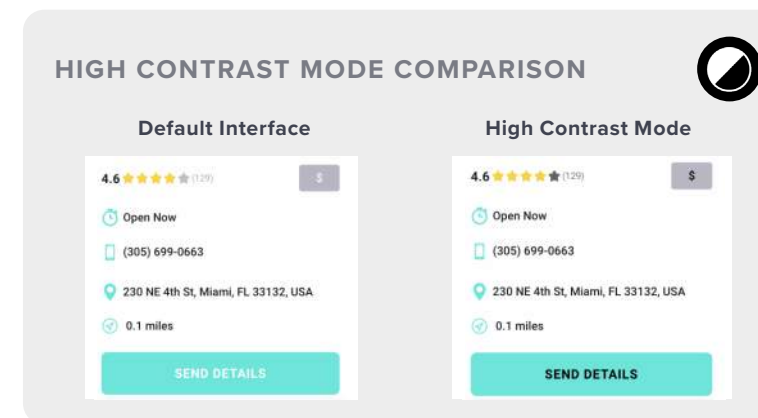 HIGH CONTRAST MODE COMPARISON
Default Interface
4.6 (129) $
Open Now
(305) 699-0663
230 NE 4th St, Miami, FL 33132, USA
0.1 miles
SEND DETAILS
High Contrast Mode
4.6 (129) $
Open Now
(305) 699-0663
230 NE 4th St, Miami, FL 33132, USA
0.1 miles
SEND DETAILS